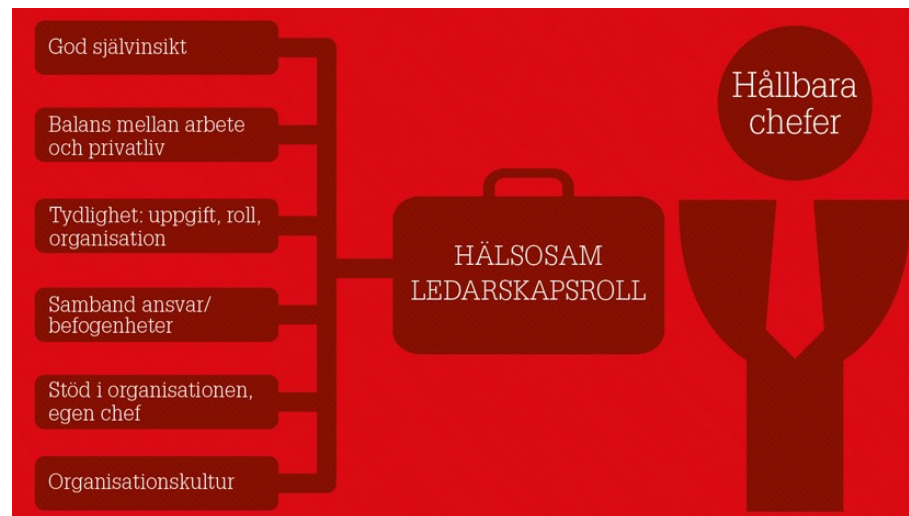 God självinsikt
Balans mellan arbete
och privatliv
Tydlighet: uppgift, roll,
organisation
Samband ansvar/
befogenheter
Stöd i organisationen,
egen chef
Organisationskultur
HÄLSOSAM
LEDARSKAPSROLL
Hållbara
chefer